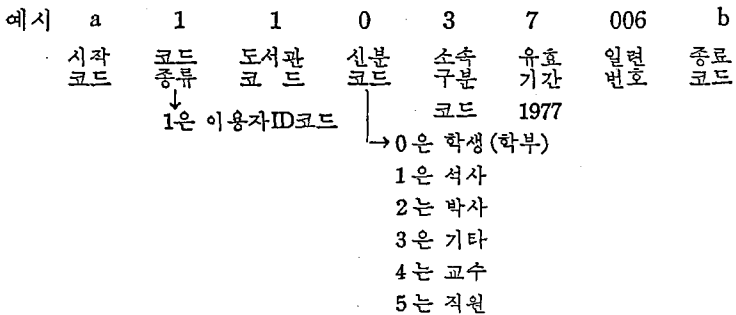 예시 a 1 1 0 3 7 006 b
시작 코드 도서관 신분 소속 유효 일련 종료
코드 종류 코 드 코드 구분 기간 번호 코드
↓ 코드 1977
1은 이용자ID코드
→0은 학생(학부)
1은 석사
2는 박사
3은 기타
4는 교수
5는 직원